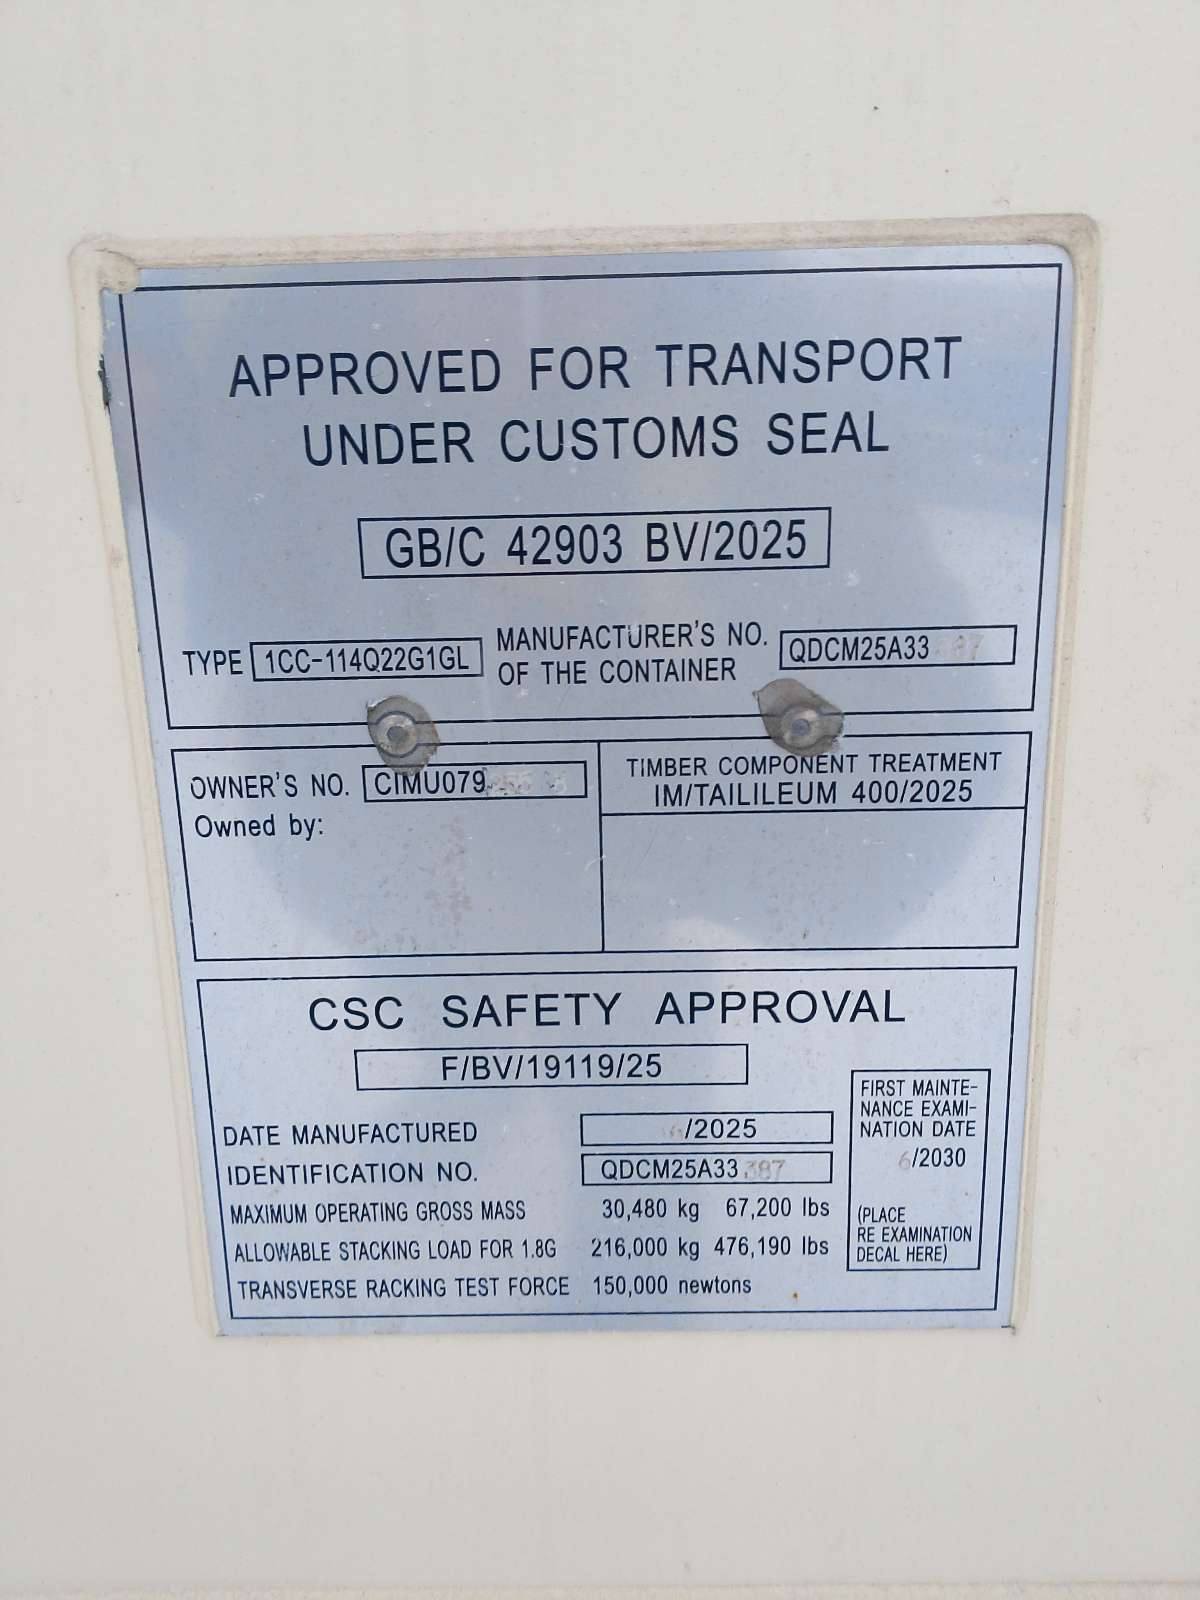 APPROVED FOR TRANSPORT
UNDER CUSTOMS SEAL
GB/C 42903 BV/2025
TYPE 1CC-114Q22G1GL MANUFACTURER'S NO. OF THE CONTAINER QDCM25A33387
OWNER'S NO. CIMU079
Owned by:
TIMBER COMPONENT TREATMENT
IM/TAILILEUM 400/2025
CSC SAFETY APPROVAL
F/BV/19119/25
DATE MANUFACTURED 6/2025
IDENTIFICATION NO. QDCM25A33387
MAXIMUM OPERATING GROSS MASS 30,480 kg 67,200 lbs
ALLOWABLE STACKING LOAD FOR 1.8G 216,000 kg 476,190 lbs
TRANSVERSE RACKING TEST FORCE 150,000 newtons
FIRST MAINTE-
NANCE EXAMI-
NATION DATE
6/2030
(PLACE
RE EXAMINATION
DECAL HERE)